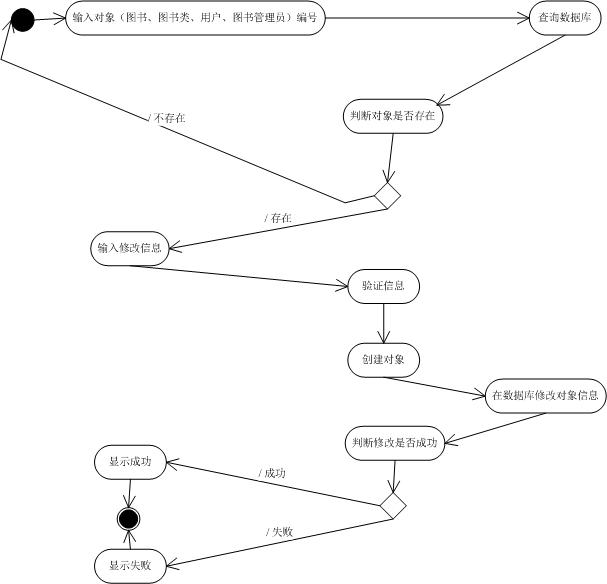 输入对象（图书、图书类、用户、图书管理员）编号
查询数据库
判断对象是否存在
/ 不存在
/ 存在
输入修改信息
验证信息
创建对象
在数据库修改对象信息
判断修改是否成功
显示成功
/ 成功
/ 失败
显示失败